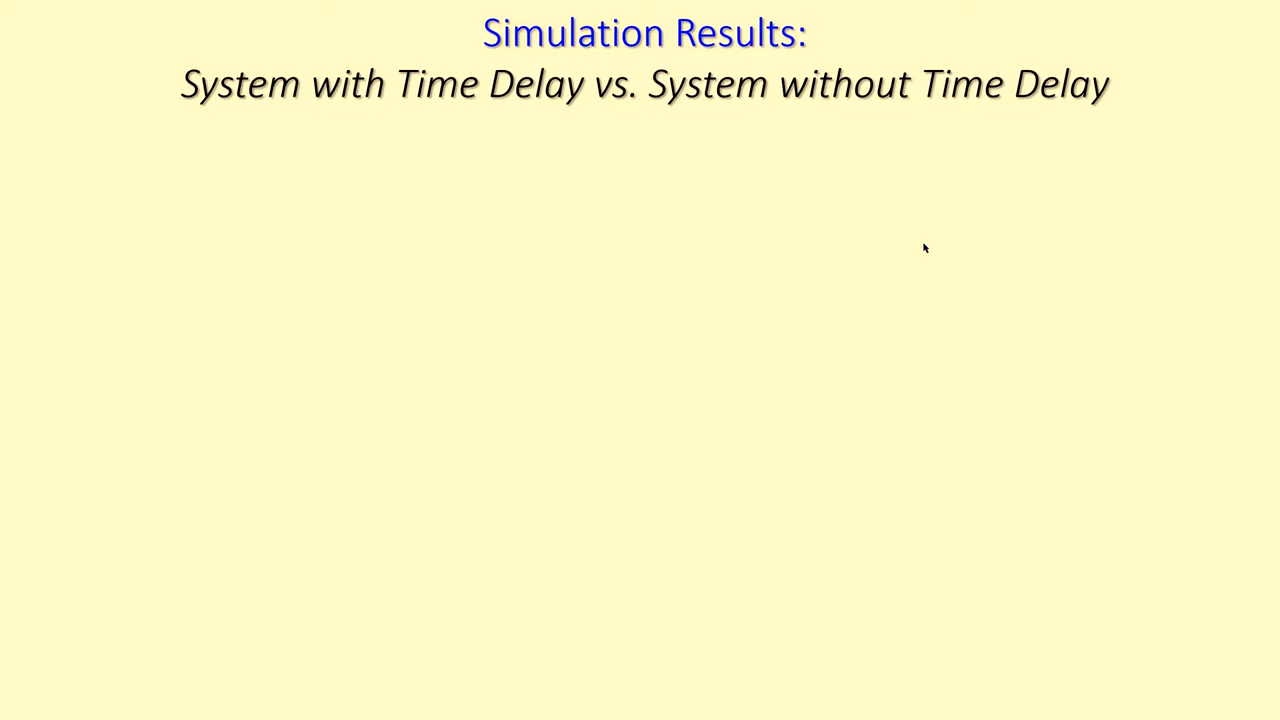 Simulation Results:
System with Time Delay vs. System without Time Delay